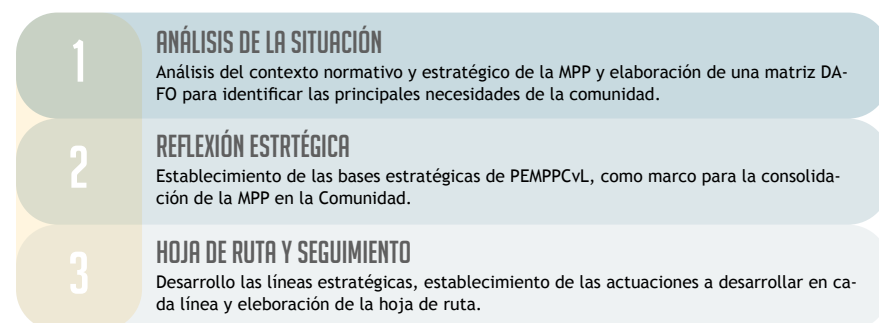 1
ANÁLISIS DE LA SITUACIÓN
Análisis del contexto normativo y estratégico de la MPP y elaboración de una matriz DA-
FO para identificar las principales necesidades de la comunidad.
2
REFLEXIÓN ESTRTÉGICA
Establecimiento de las bases estratégicas de PEMPPCvL, como marco para la consolida-
ción de la MPP en la Comunidad.
3
HOJA DE RUTA Y SEGUIMIENTO
Desarrollo las líneas estratégicas, establecimiento de las actuaciones a desarrollar en ca-
da línea y eleboración de la hoja de ruta.